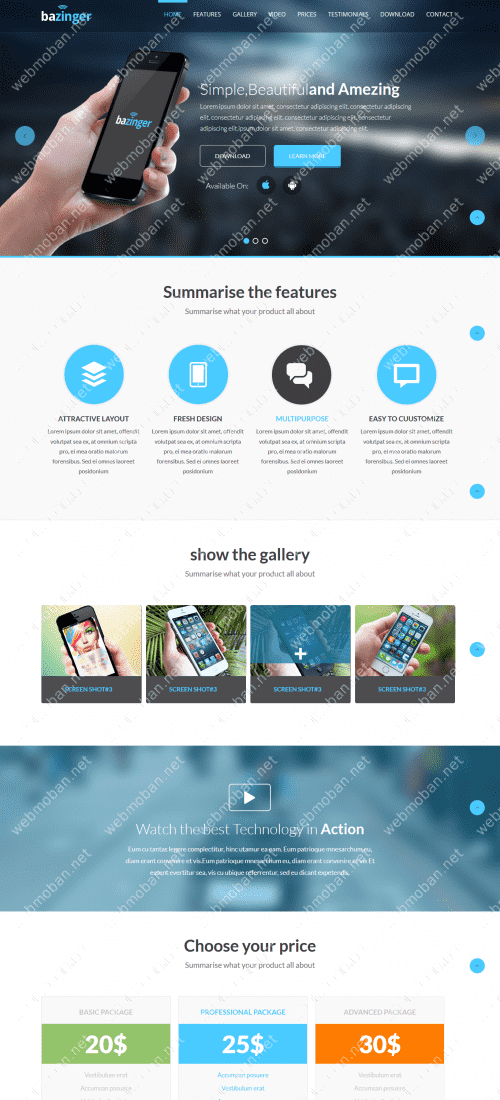 bazinger
HOME FEATURES GALLERY VIDEO PRICES TESTIMONIALS DOWNLOAD CONTACT
Simple,Beautiful and Amezing
Lorem ipsum dolor sit amet, consectetur adipiscing elit. consectetur adipiscing
elit, consectetur adipiscing elit. consectetur adipiscing elit, consectetur
adipiscing elit.ipsum dolor sit amet, consectetur adipiscing elit.
bazinger
DOWNLOAD LEARN MORE
Available On:
Summarise the features
Summarise what your product all about
ATTRACTIVE LAYOUT FRESH DESIGN MULTIPURPOSE EASY TO CUUSTOMIZE
Lorem ipsum dolor sit amet, offendit Lorem ipsum dolor sit amet, offendit Lorem ipsum dolor sit amet, offendit Lorem ipsum dolor sit amet, offendit
volutpat sea ex, at omnium scripta volutpat sea ex, at omnium scripta volutpat sea ex, at omnium scripta volutpat sea ex, at omnium scripta
pro, ei mea omnis oratio pro, ei mea omnis oratio pro, ei mea omnis oratio pro, ei mea omnis oratio
forensibus. Sed ei omnes laoreet forensibus. Sed ei omnes laoreet forensibus. Sed ei omnes laoreet forensibus. Sed ei omnes laoreet
posidonium posidonium posidonium posidonium
show the gallery
Summarise what your product all about
SCREEN SHOT#3 SCREEN SHOT#3 SCREEN SHOT#3 SCREEN SHOT#3
Watch thebest Technology in Action
Eum cu tantas legere complectitur, hinc utamur ea eam. Eum patrioque mnesarchum eu,
diam erant convenire et vis.Eum patrioque mnesarchum eu, diam erant convenire et vis Et
essent evertitur sea, vis cu ubique referrentur, sed eu dicant expetendis.
Choose your price
Summarise what your product all about
BASIC PACKAGE PROFESSIONAL PACKAGE ADVANCED PACKAGE
20$ 25$ 30$
Vestibulum erat Accumsan posuere Vestibulum erat
Accumsan posuere Vestibulum erat Accumsan posuere
webmoban.net